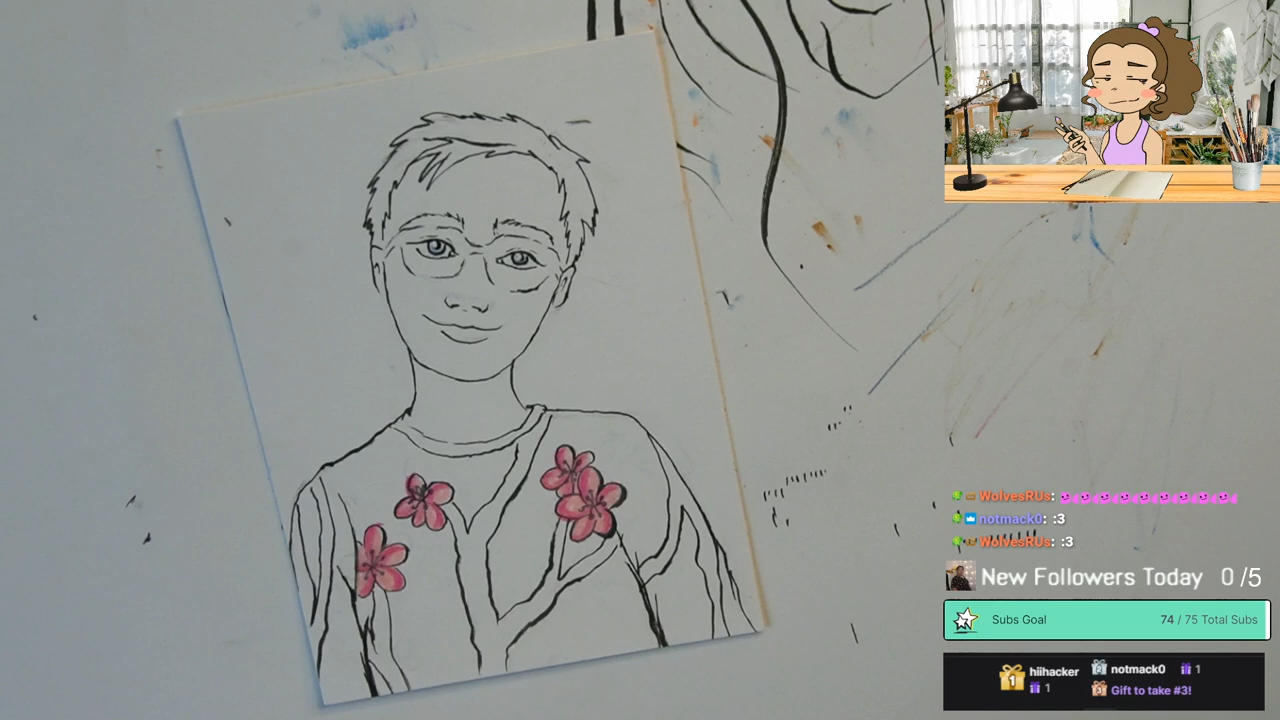 WolvesRUs:
notmack0: :3
WolvesRUs: :3
New Followers Today 0 /5
Subs Goal 74 / 75 Total Subs
1 hiihacker 1
notmack0 1
Gift to take #3!